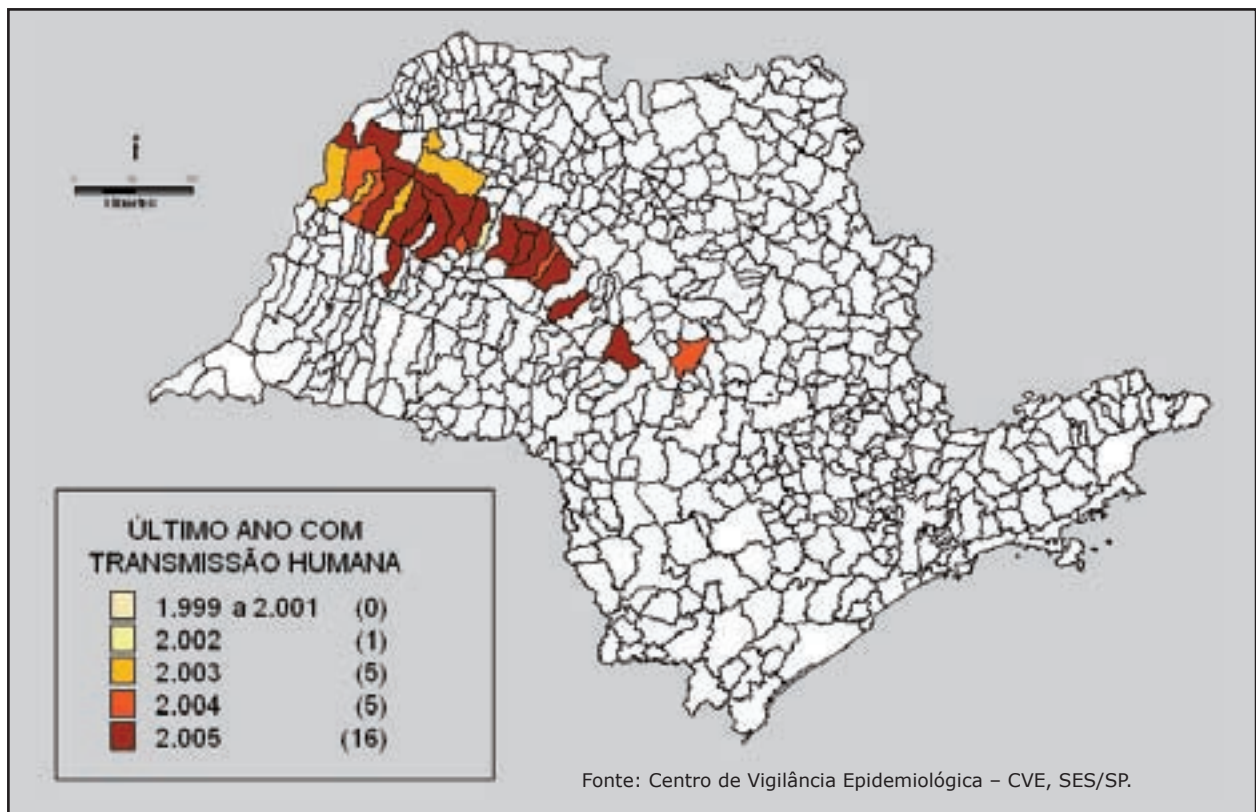 ÚLTIMO ANO COM
TRANSMISSÃO HUMANA
1.999 a 2.001 (0)
2.002 (1)
2.003 (5)
2.004 (5)
2.005 (16)
Fonte: Centro de Vigilância Epidemiológica – CVE, SES/SP.